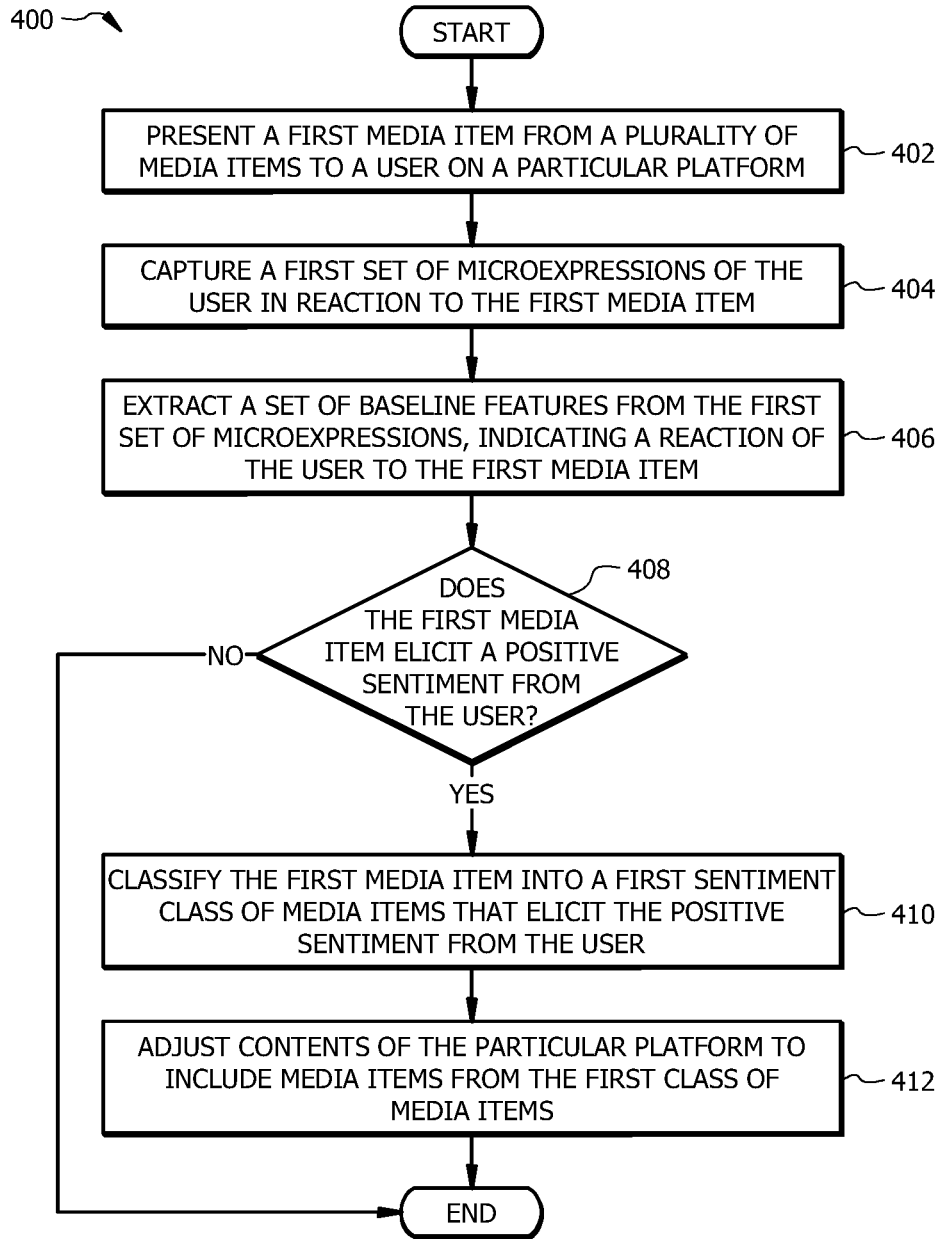 400
START
PRESENT A FIRST MEDIA ITEM FROM A PLURALITY OF
MEDIA ITEMS TO A USER ON A PARTICULAR PLATFORM
402
CAPTURE A FIRST SET OF MICROEXPRESSIONS OF THE
USER IN REACTION TO THE FIRST MEDIA ITEM
404
EXTRACT A SET OF BASELINE FEATURES FROM THE FIRST
SET OF MICROEXPRESSIONS, INDICATING A REACTION OF
THE USER TO THE FIRST MEDIA ITEM
406
DOES
THE FIRST MEDIA
ITEM ELICIT A POSITIVE
SENTIMENT FROM
THE USER?
408
NO
YES
CLASSIFY THE FIRST MEDIA ITEM INTO A FIRST SENTIMENT
CLASS OF MEDIA ITEMS THAT ELICIT THE POSITIVE
SENTIMENT FROM THE USER
410
ADJUST CONTENTS OF THE PARTICULAR PLATFORM TO
INCLUDE MEDIA ITEMS FROM THE FIRST CLASS OF
MEDIA ITEMS
412
END